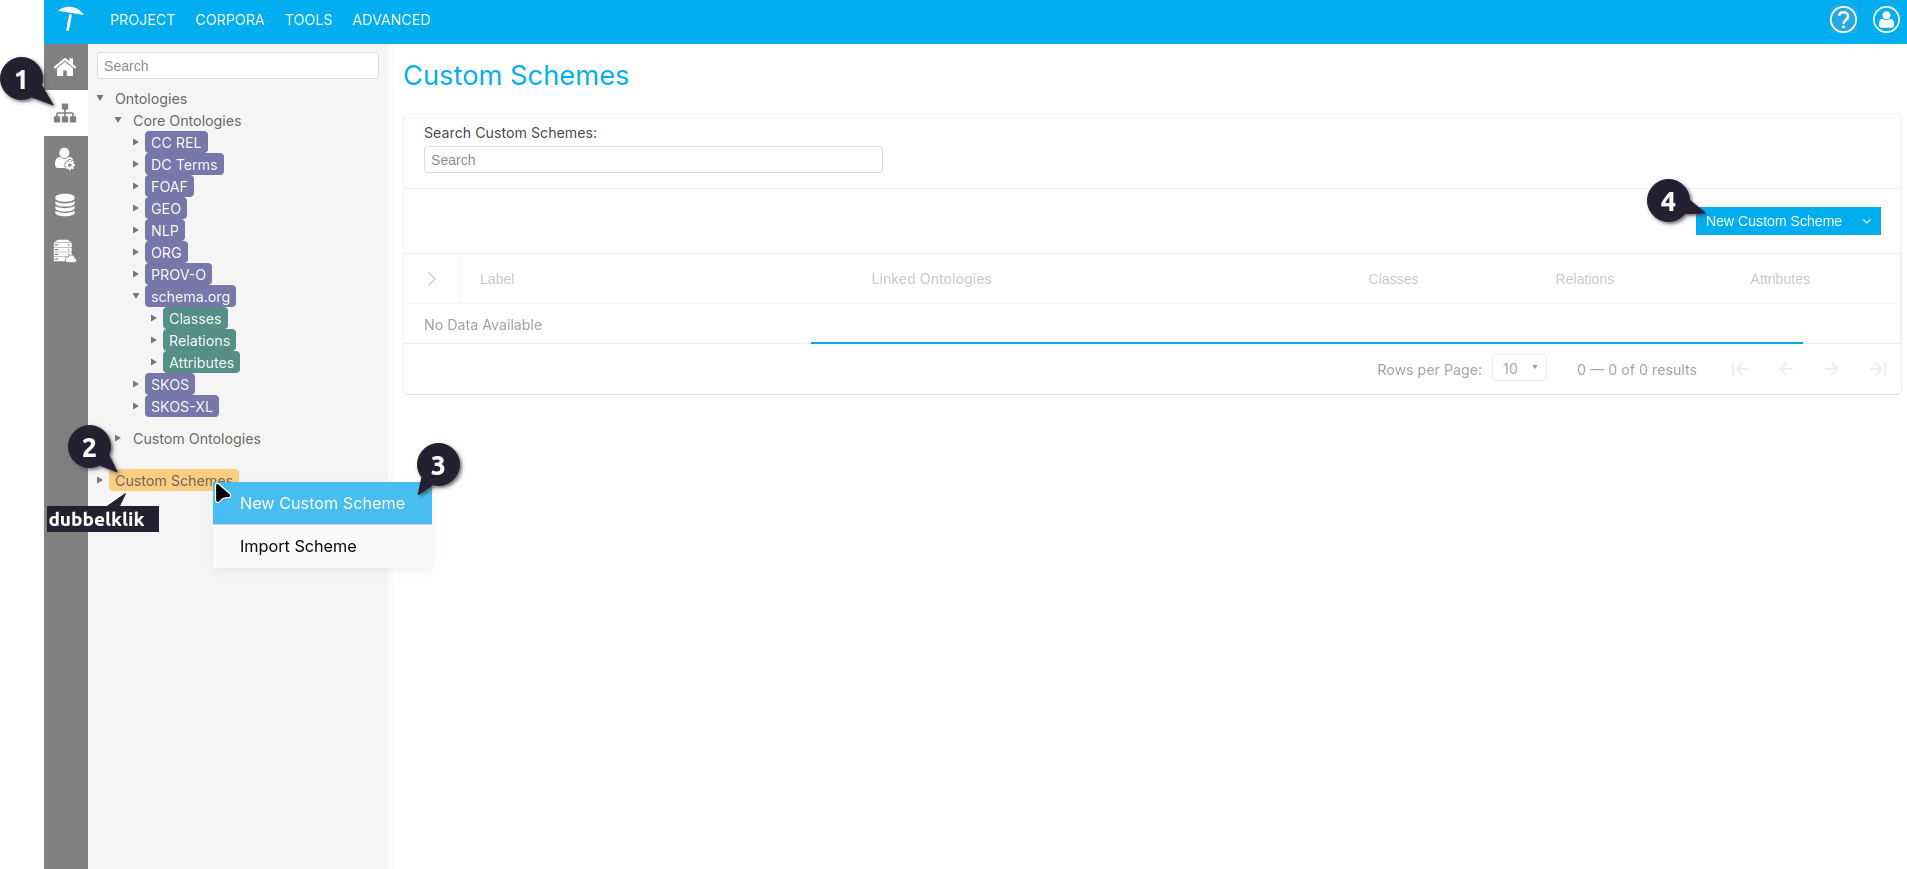 PROJECT CORPORA TOOLS ADVANCED
?
1
Search
Ontologies
Core Ontologies
CC REL
DC Terms
FOAF
GEO
NLP
ORG
PROV-O
schema.org
Classes
Relations
Attributes
SKOS
SKOS-XL
Custom Ontologies
2
Custom Schemes
dubbelklik
3
New Custom Scheme
Import Scheme
Custom Schemes
Search Custom Schemes:
Search
4
New Custom Scheme
Label Linked Ontologies Classes Relations Attributes
No Data Available
Rows per Page: 10 0 — 0 of 0 results